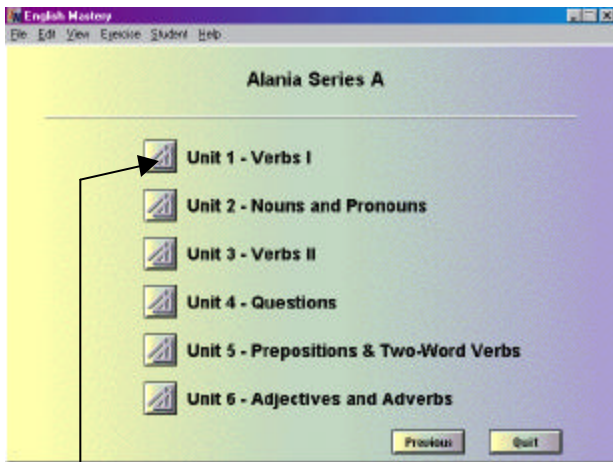 English Mastery
File Edit View Exercise Student Help
Alania Series A
Unit 1 - Verbs I
Unit 2 - Nouns and Pronouns
Unit 3 - Verbs II
Unit 4 - Questions
Unit 5 - Prepositions & Two-Word Verbs
Unit 6 - Adjectives and Adverbs
Previous Quit